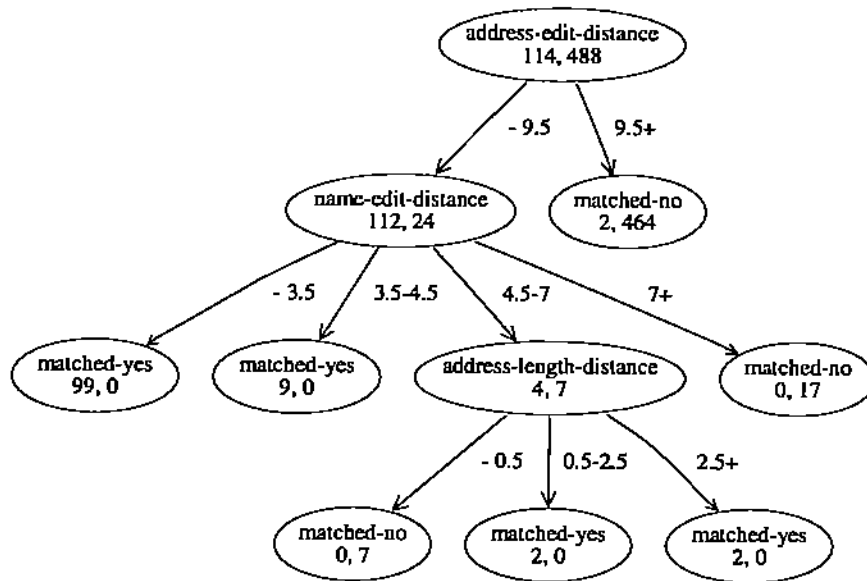 address-edit-distance
114, 488
- 9.5
9.5+
name-edit-distance
112, 24
matched-no
2, 464
- 3.5
3.5-4.5
4.5-7
7+
matched-yes
99, 0
matched-yes
9, 0
address-length-distance
4, 7
matched-no
0, 17
- 0.5
0.5-2.5
2.5+
matched-no
0, 7
matched-yes
2, 0
matched-yes
2, 0